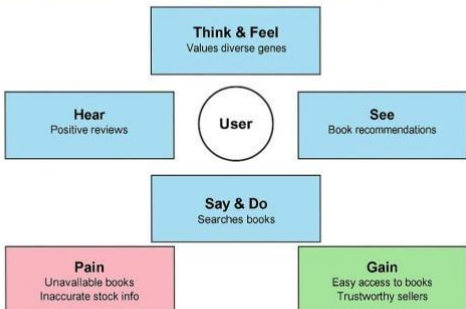 Think & Feel
Values diverse genes
Hear
Positive reviews
User
See
Book recommendations
Say & Do
Searches books
Pain
Unavallable books
Inaccurate stock info
Gain
Easy access to books
Trustworthy sellers